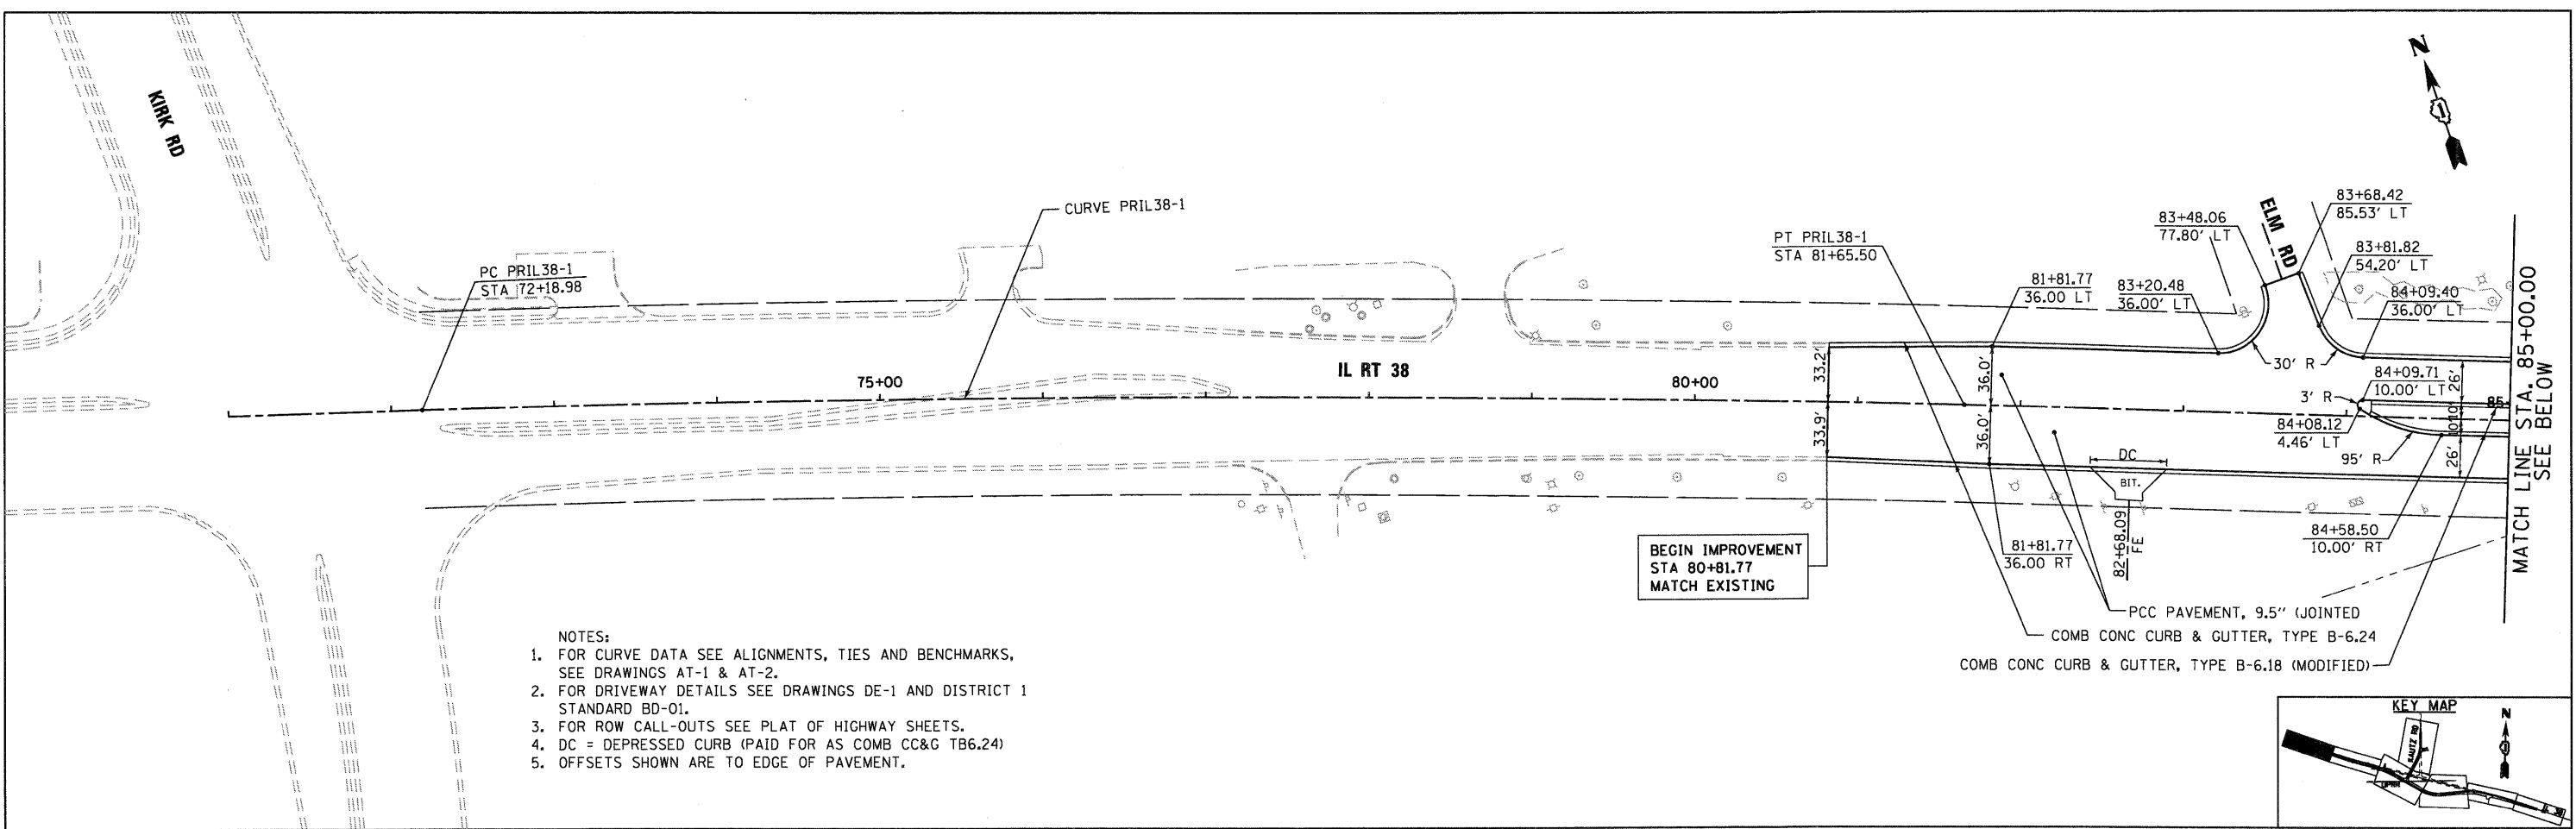 KIRK RD
N
CURVE PRIL38-1
PC PRIL38-1
STA 72+18.98
PT PRIL38-1
STA 81+65.50
81+81.77
36.00 LT
83+20.48
36.00' LT
83+48.06
77.80' LT
ELM RD
83+68.42
85.53' LT
83+81.82
54.20' LT
84+09.40
36.00' LT
30' R
75+00
IL RT 38
80+00
33.2'
33.9'
36.0'
36.0'
84+09.71
10.00' LT
3' R
84+08.12
4.46' LT
95' R
26'
10'
10'
26'
85
MATCH LINE STA. 85+00.00
SEE BELOW
DC
BIT.
82+68.09
FE
81+81.77
36.00 RT
84+58.50
10.00' RT
BEGIN IMPROVEMENT
STA 80+81.77
MATCH EXISTING
PCC PAVEMENT, 9.5" (JOINTED
COMB CONC CURB & GUTTER, TYPE B-6.24
COMB CONC CURB & GUTTER, TYPE B-6.18 (MODIFIED)
NOTES:
1. FOR CURVE DATA SEE ALIGNMENTS, TIES AND BENCHMARKS,
SEE DRAWINGS AT-1 & AT-2.
2. FOR DRIVEWAY DETAILS SEE DRAWINGS DE-1 AND DISTRICT 1
STANDARD BD-01.
3. FOR ROW CALL-OUTS SEE PLAT OF HIGHWAY SHEETS.
4. DC = DEPRESSED CURB (PAID FOR AS COMB CC&G TB6.24)
5. OFFSETS SHOWN ARE TO EDGE OF PAVEMENT.
KEY MAP
N
KAUTZ RD